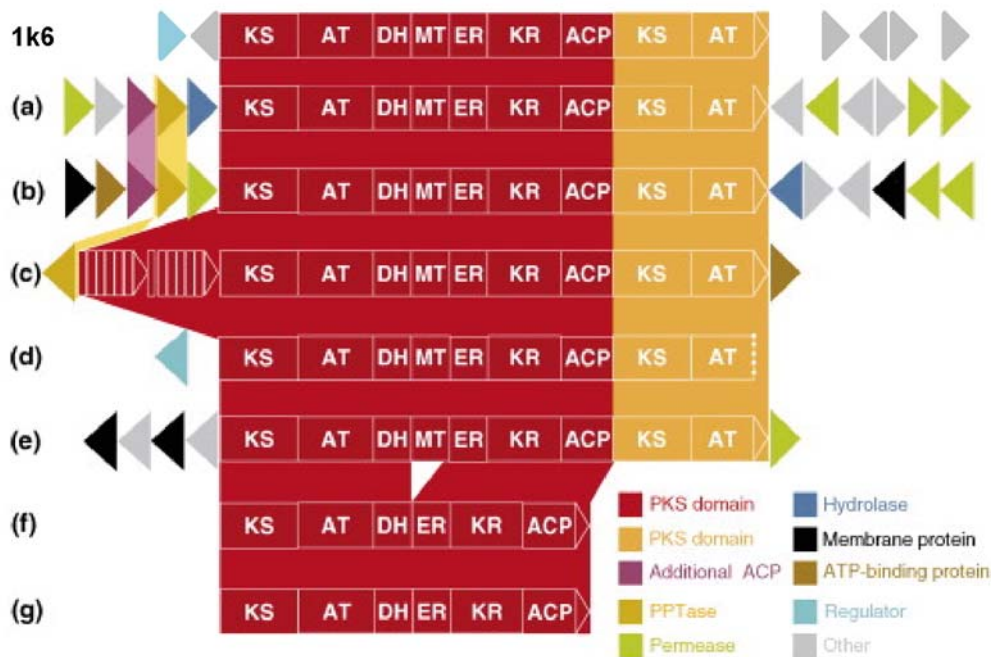 1k6 KS AT DH MT ER KR ACP KS AT
(a) KS AT DH MT ER KR ACP KS AT
(b) KS AT DH MT ER KR ACP KS AT
(c) KS AT DH MT ER KR ACP KS AT
(d) KS AT DH MT ER KR ACP KS AT
(e) KS AT DH MT ER KR ACP KS AT
(f) KS AT DH ER KR ACP
(g) KS AT DH ER KR ACP
PKS domain
PKS domain
Additional ACP
PPTase
Permease
Hydrolase
Membrane protein
ATP-binding protein
Regulator
Other